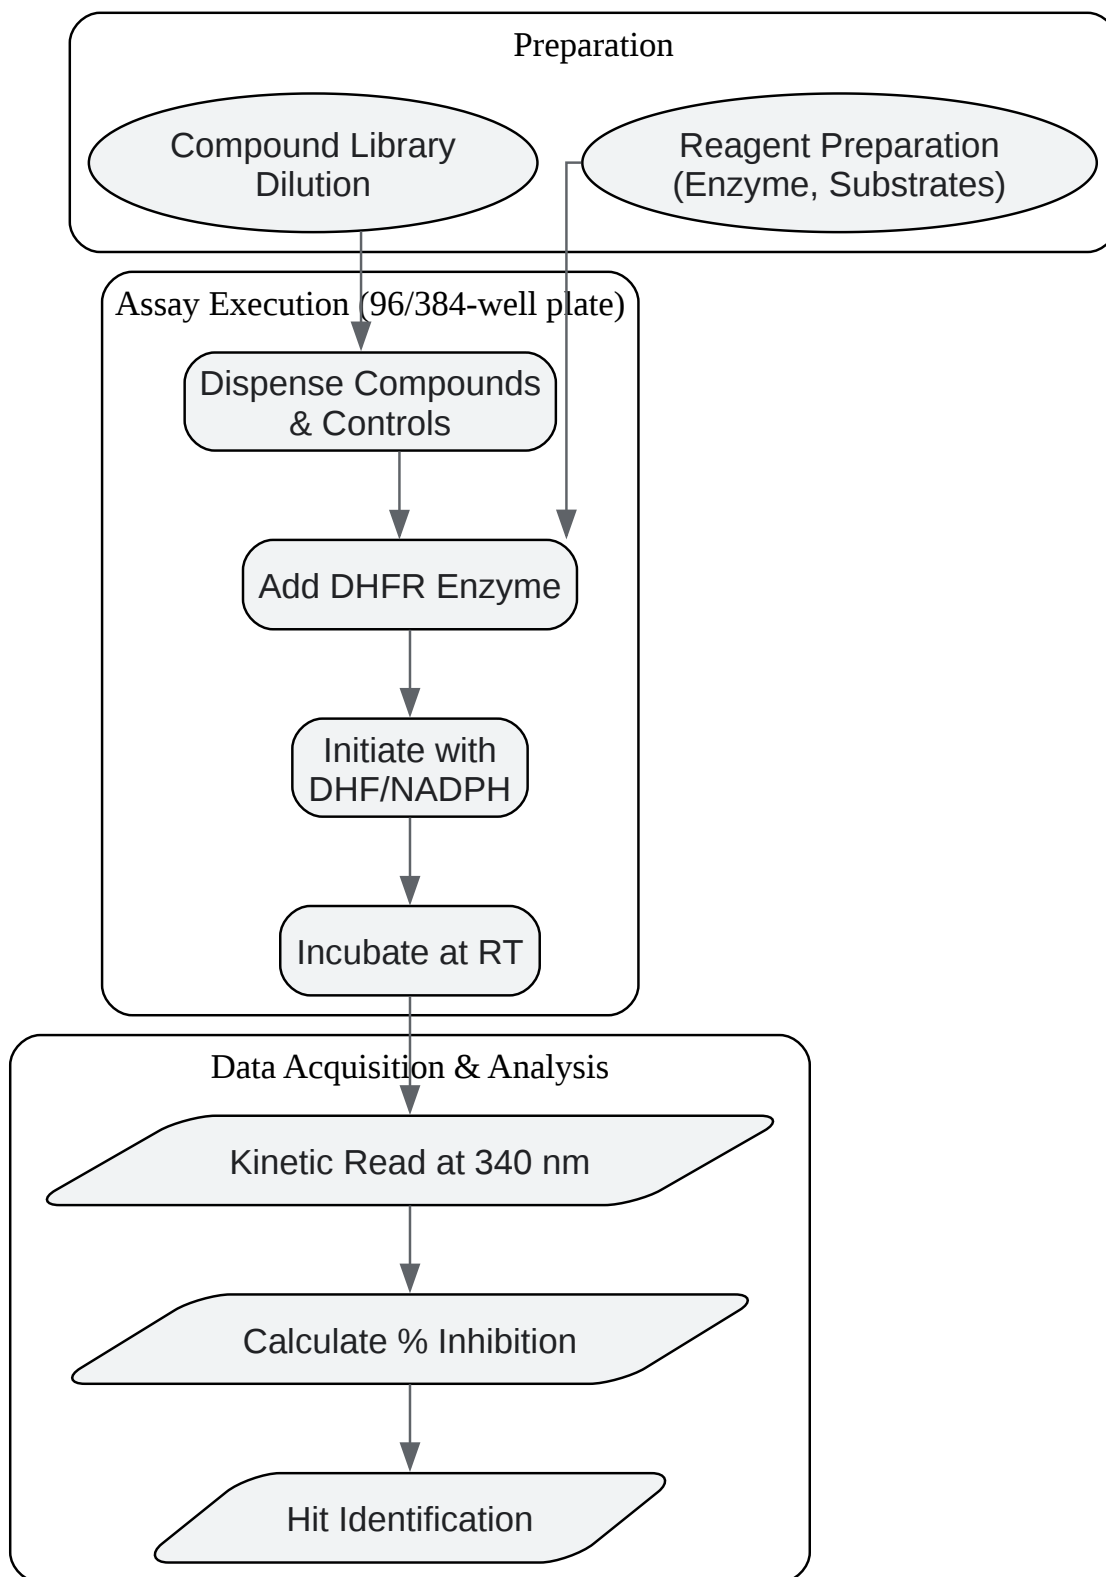 Preparation
Compound Library
Dilution
Reagent Preparation
(Enzyme, Substrates)
Assay Execution (96/384-well plate)
Dispense Compounds
& Controls
Add DHFR Enzyme
Initiate with
DHF/NADPH
Incubate at RT
Data Acquisition & Analysis
Kinetic Read at 340 nm
Calculate % Inhibition
Hit Identification